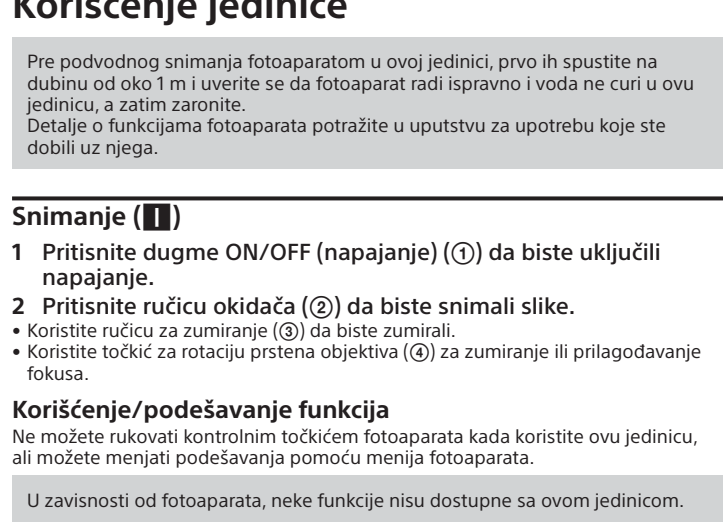 Korišćenje jedinice
Pre podvodnog snimanja fotoaparatom u ovoj jedinici, prvo ih spustite na
dubinu od oko 1 m i uverite se da fotoaparat radi ispravno i voda ne curi u ovu
jedinicu, a zatim zaronite.
Detalje o funkcijama fotoaparata potražite u uputstvu za upotrebu koje ste
dobili uz njega.
Snimanje (I)
1 Pritisnite dugme ON/OFF (napajanje) (①) da biste uključili
napajanje.
2 Pritisnite ručicu okidača (②) da biste snimali slike.
• Koristite ručicu za zumiranje (③) da biste zumirali.
• Koristite točkić za rotaciju prstena objektiva (④) za zumiranje ili prilagođavanje
fokusa.
Korišćenje/podešavanje funkcija
Ne možete rukovati kontrolnim točkićem fotoaparata kada koristite ovu jedinicu,
ali možete menjati podešavanja pomoću menija fotoaparata.
U zavisnosti od fotoaparata, neke funkcije nisu dostupne sa ovom jedinicom.